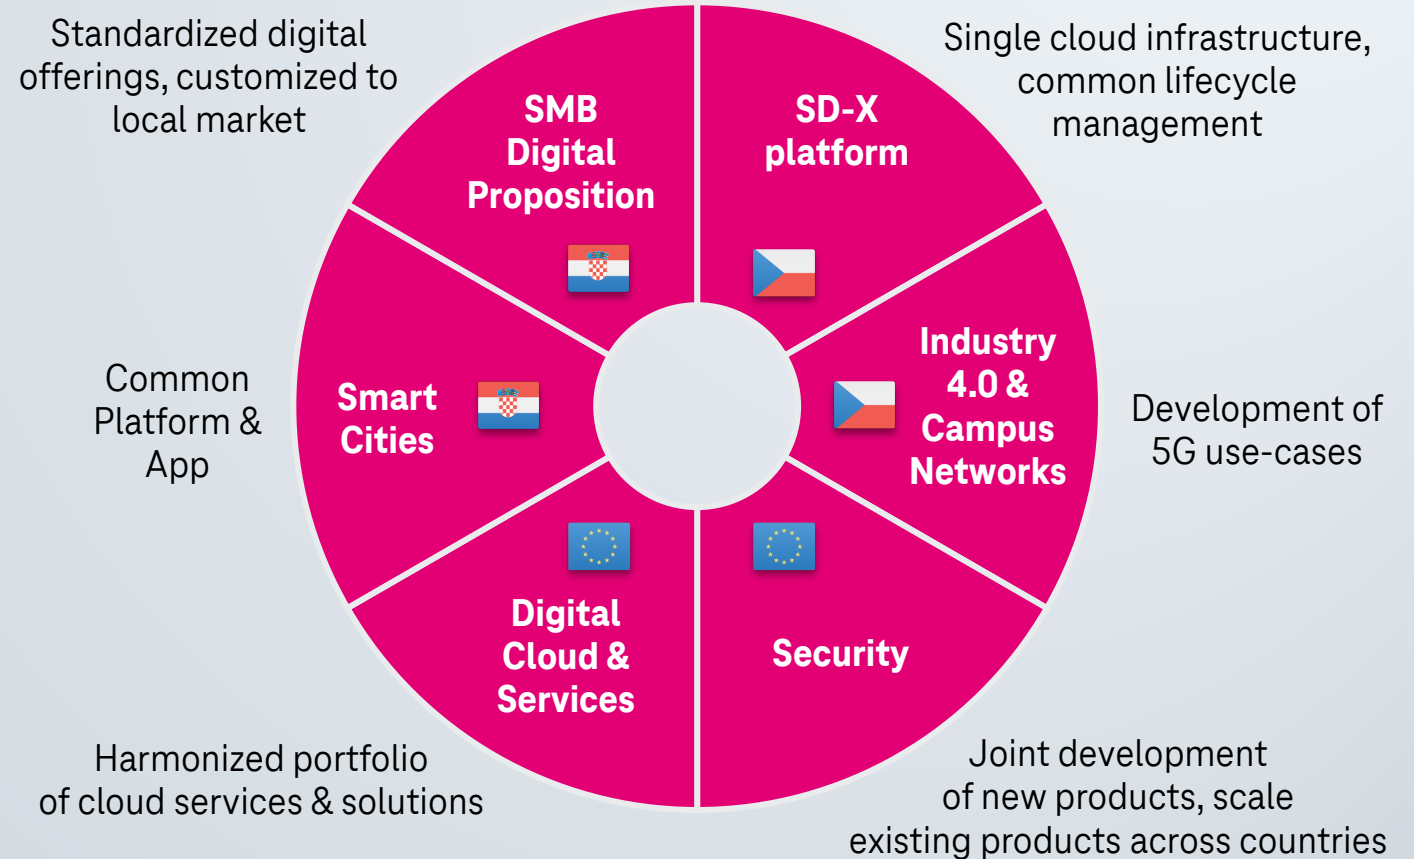 Standardized digital
offerings, customized to
local market
Single cloud infrastructure,
common lifecycle
management
SMB
Digital
Proposition
SD-X
platform
Common
Platform &
App
Smart
Cities
Industry
4.0 &
Campus
Networks
Development of
5G use-cases
Digital
Cloud &
Services
Security
Harmonized portfolio
of cloud services & solutions
Joint development
of new products, scale
existing products across countries